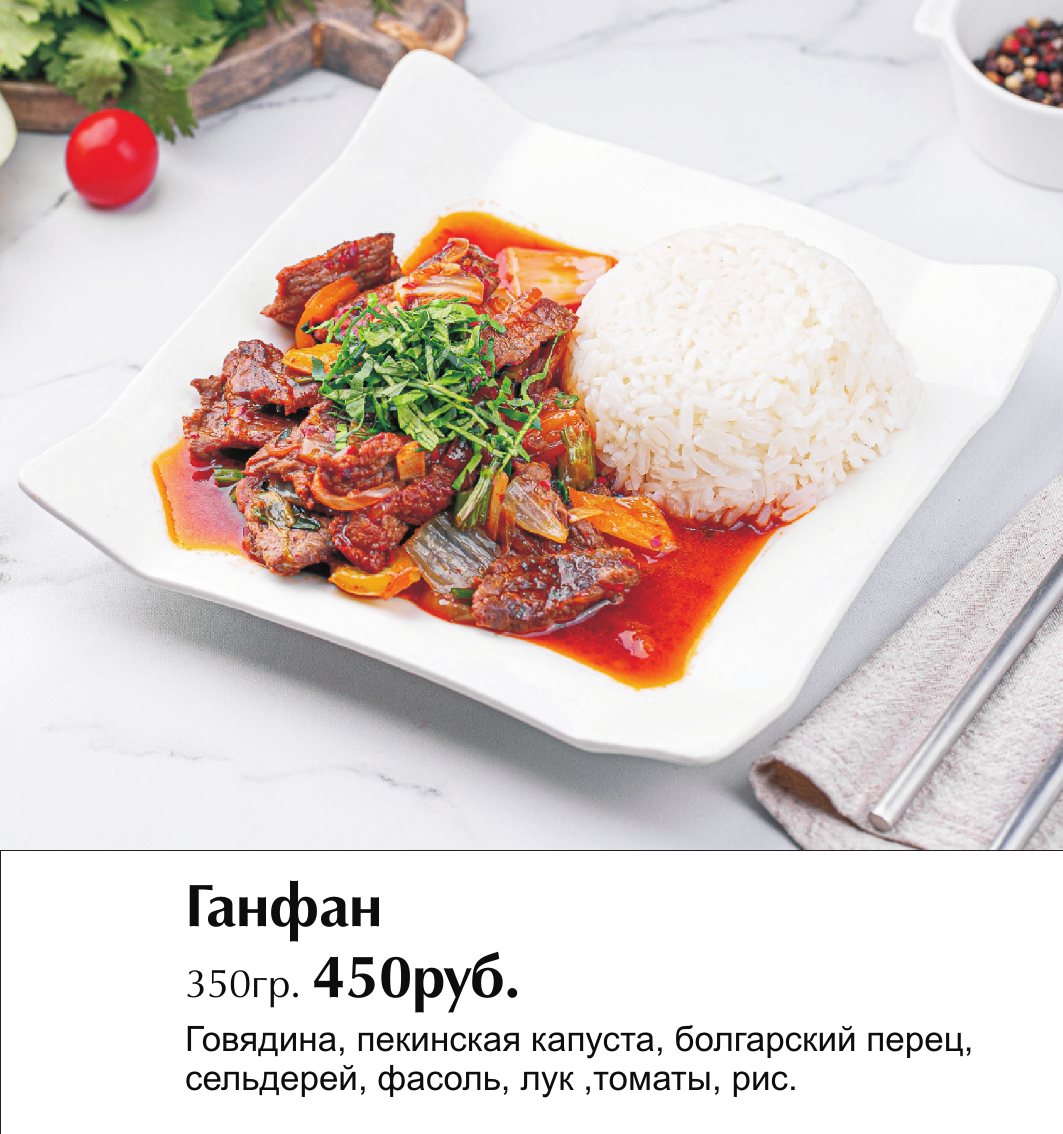 Ганфан
350гр. 450руб.
Говядина, пекинская капуста, болгарский перец,
сельдерей, фасоль, лук ,томаты, рис.